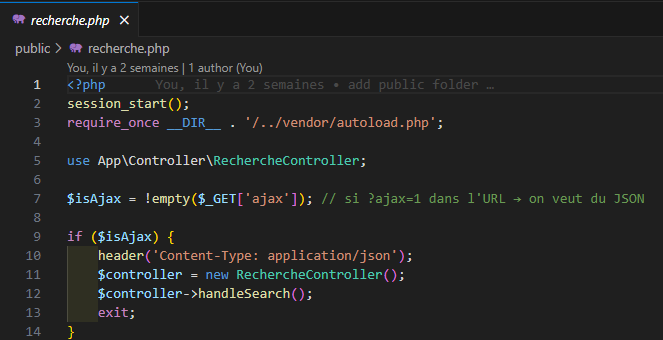 recherche.php ×
public > recherche.php
You, il y a 2 semaines | 1 author (You)
1 <?php You, il y a 2 semaines • add public folder …
2 session_start();
3 require_once __DIR__ . '/../vendor/autoload.php';
4
5 use App\Controller\RechercheController;
6
7 $isAjax = !empty($_GET['ajax']); // si ?ajax=1 dans l'URL → on veut du JSON
8
9 if ($isAjax) {
10     header('Content-Type: application/json');
11     $controller = new RechercheController();
12     $controller->handleSearch();
13     exit;
14 }